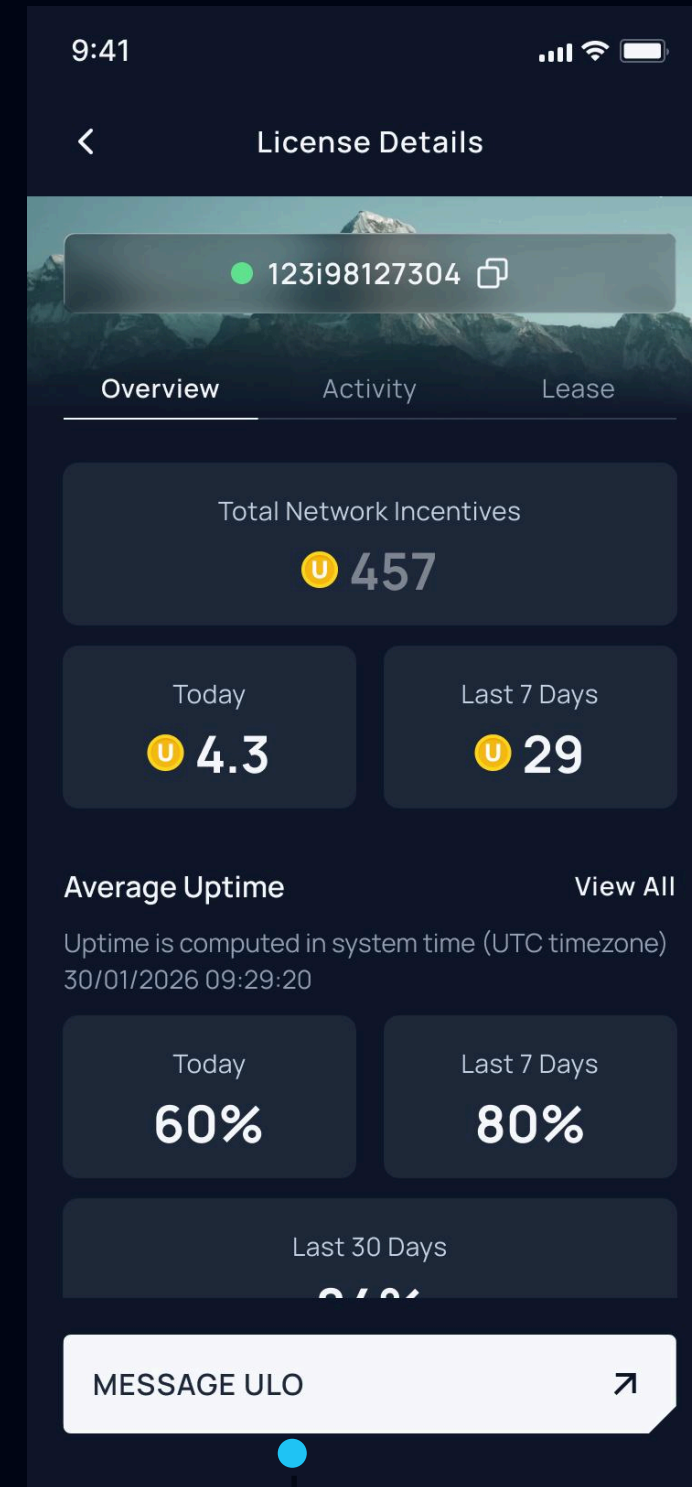 9:41
License Details
123i98127304
Overview Activity Lease
Total Network Incentives
U 457
Today Last 7 Days
U 4.3 U 29
Average Uptime View All
Uptime is computed in system time (UTC timezone)
30/01/2026 09:29:20
Today Last 7 Days
60% 80%
Last 30 Days
MESSAGE ULO